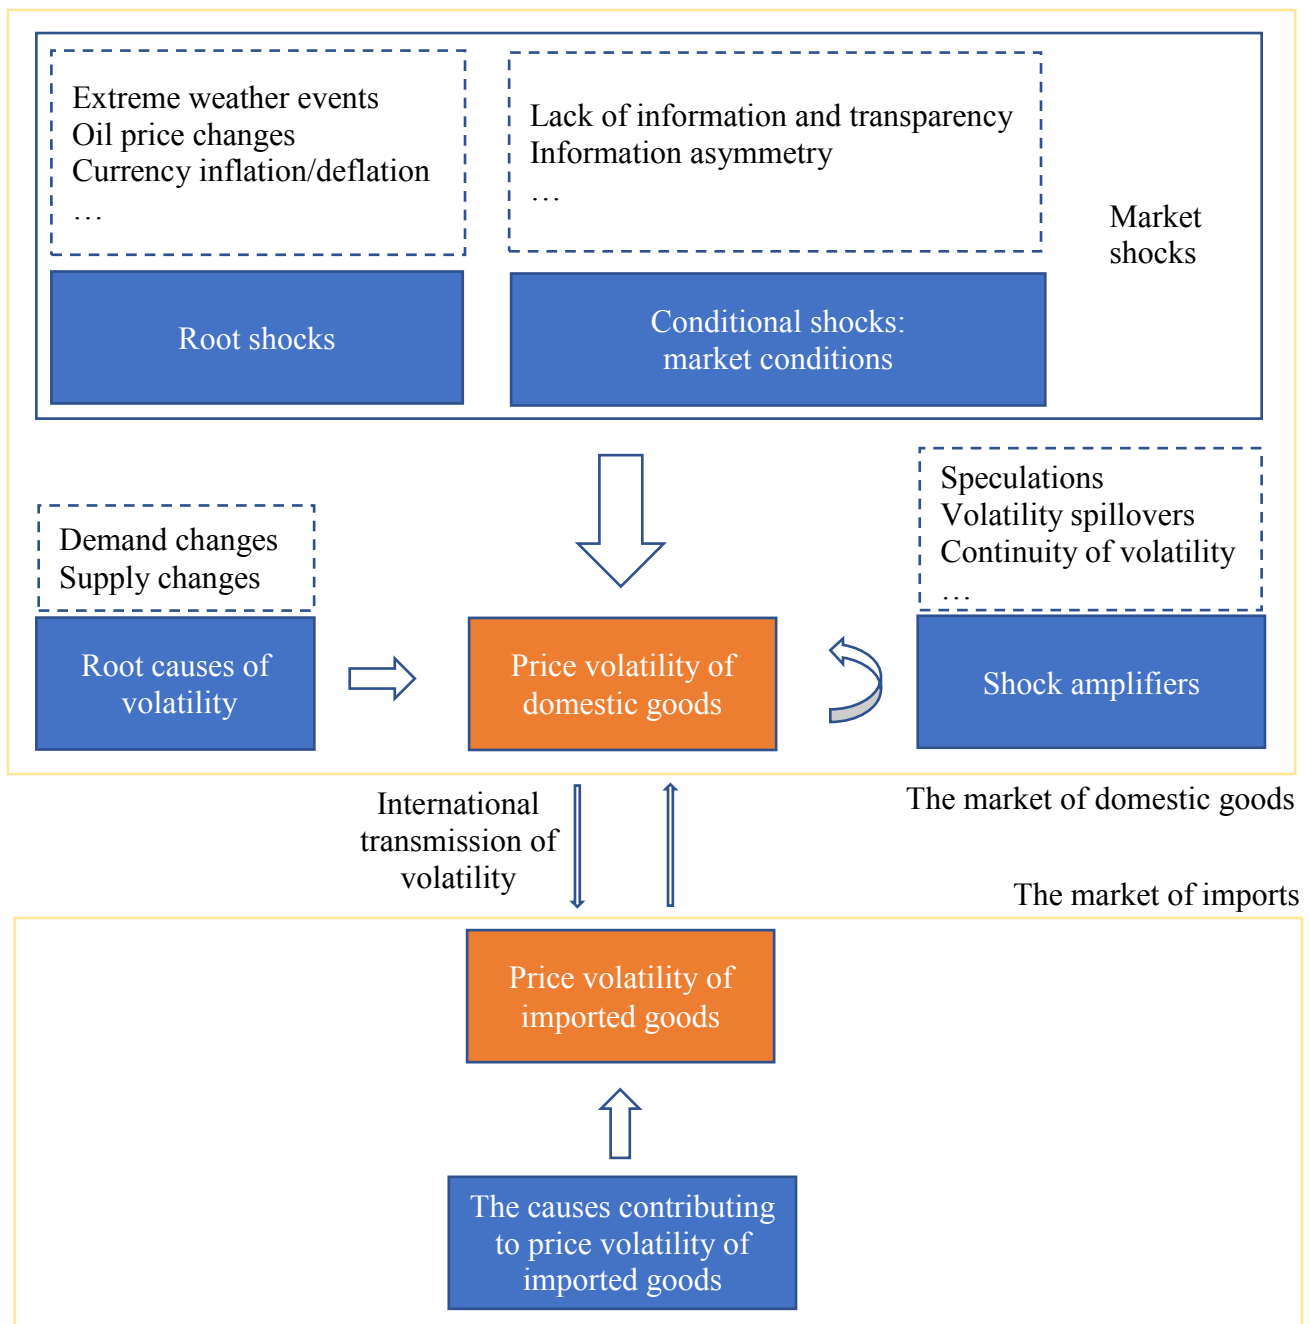 Extreme weather events
Oil price changes
Currency inflation/deflation
…
Lack of information and transparency
Information asymmetry
…
Market
shocks
Root shocks
Conditional shocks:
market conditions
Speculations
Volatility spillovers
Continuity of volatility
…
Demand changes
Supply changes
Root causes of
volatility
Price volatility of
domestic goods
Shock amplifiers
International
transmission of
volatility
The market of domestic goods
The market of imports
Price volatility of
imported goods
The causes contributing
to price volatility of
imported goods